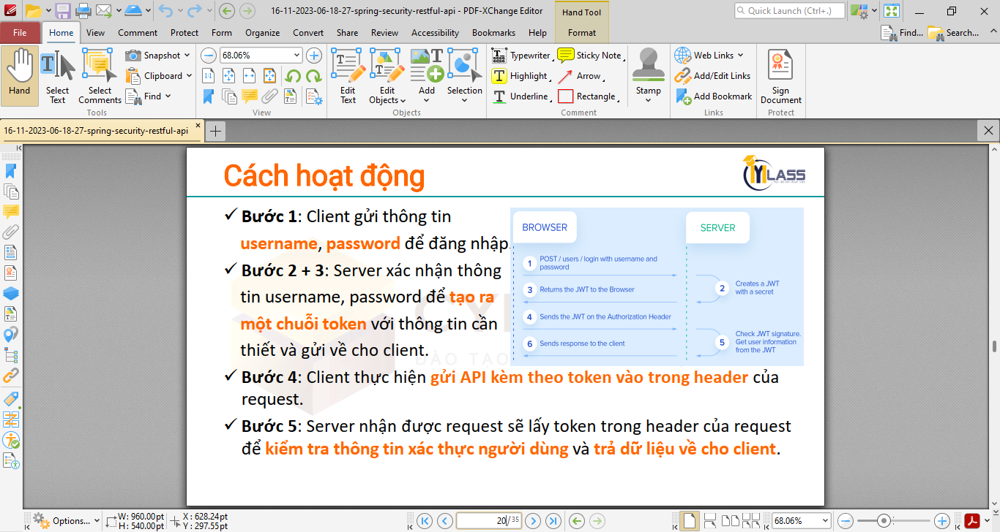 16-11-2023-06-18-27-spring-security-restful-api - PDF-XChange Editor
Hand Tool
Quick Launch (Ctrl+.)
File
Home
View
Comment
Protect
Form
Organize
Convert
Share
Review
Accessibility
Bookmarks
Help
Format
Find...
Search...
Hand
Select Text
Select Comments
Snapshot
Clipboard
Find
Tools
68.06%
View
Edit Text
Edit Objects
Add
Selection
Objects
Typewriter
Sticky Note
Highlight
Arrow
Underline
Rectangle
Comment
Stamp
Web Links
Add/Edit Links
Add Bookmark
Links
Sign Document
Protect
16-11-2023-06-18-27-spring-security-restful-api
Cách hoạt động
CYLASS
Bước 1: Client gửi thông tin
username, password để đăng nhập.
Bước 2 + 3: Server xác nhận thông
tin username, password để tạo ra
một chuỗi token với thông tin cần
thiết và gửi về cho client.
ĐÀO TẠO
BROWSER
SERVER
1 POST / users / login with username and
password
2 Creates a JWT
with a secret
3 Returns the JWT to the Browser
4 Sends the JWT on the Authorization Header
5 Check JWT signature.
Get user information
from the JWT
6 Sends response to the client
Bước 4: Client thực hiện gửi API kèm theo token vào trong header của
request.
Bước 5: Server nhận được request sẽ lấy token trong header của request
để kiểm tra thông tin xác thực người dùng và trả dữ liệu về cho client.
Options...
W: 960.00pt
H: 540.00pt
X : 628.24pt
Y : 297.55pt
20 / 35
68.06%